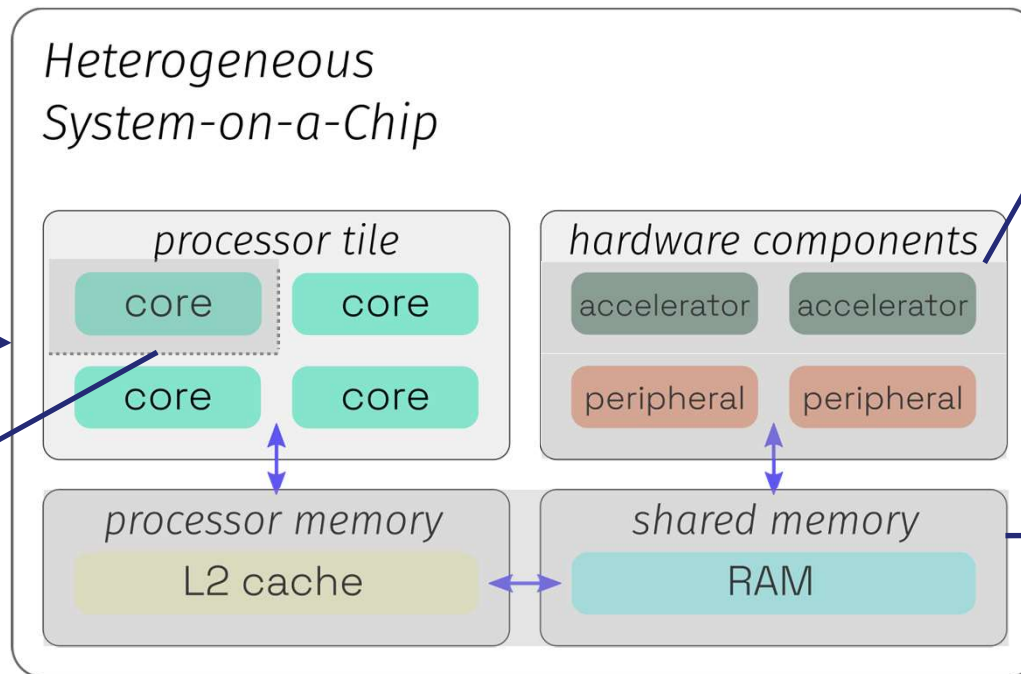 Heterogeneous
System-on-a-Chip
processor tile
core core
core core
hardware components
accelerator accelerator
peripheral peripheral
processor memory
L2 cache
shared memory
RAM